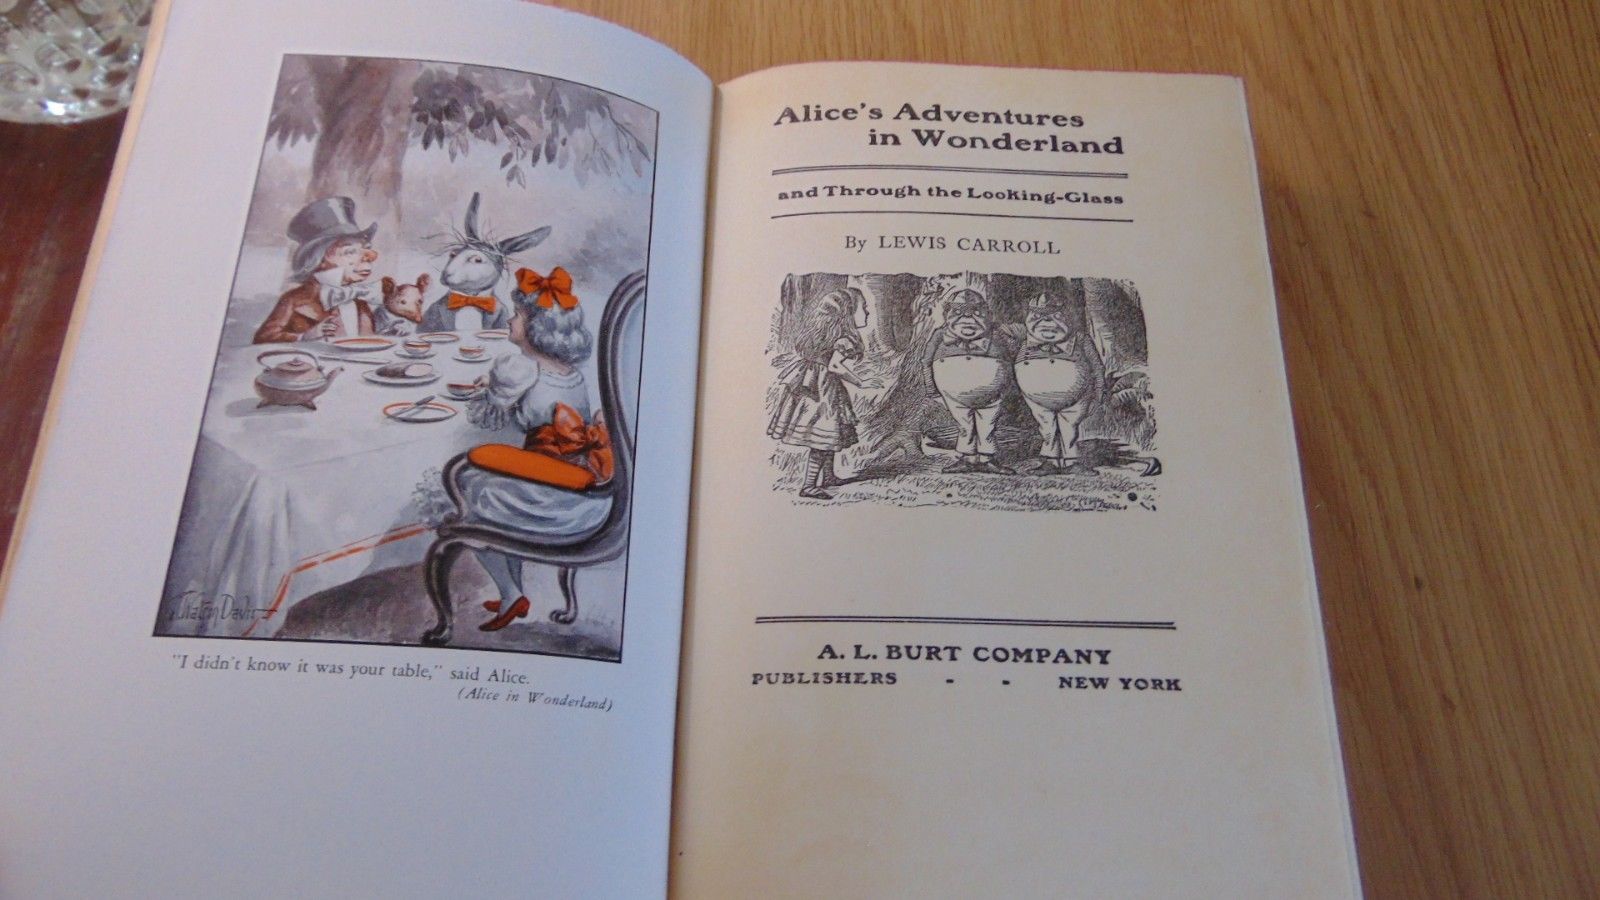 "I didn't know it was your table," said Alice.
(Alice in Wonderland)
Alice's Adventures
in Wonderland
and Through the Looking-Glass
By LEWIS CARROLL
A. L. BURT COMPANY
PUBLISHERS - - NEW YORK